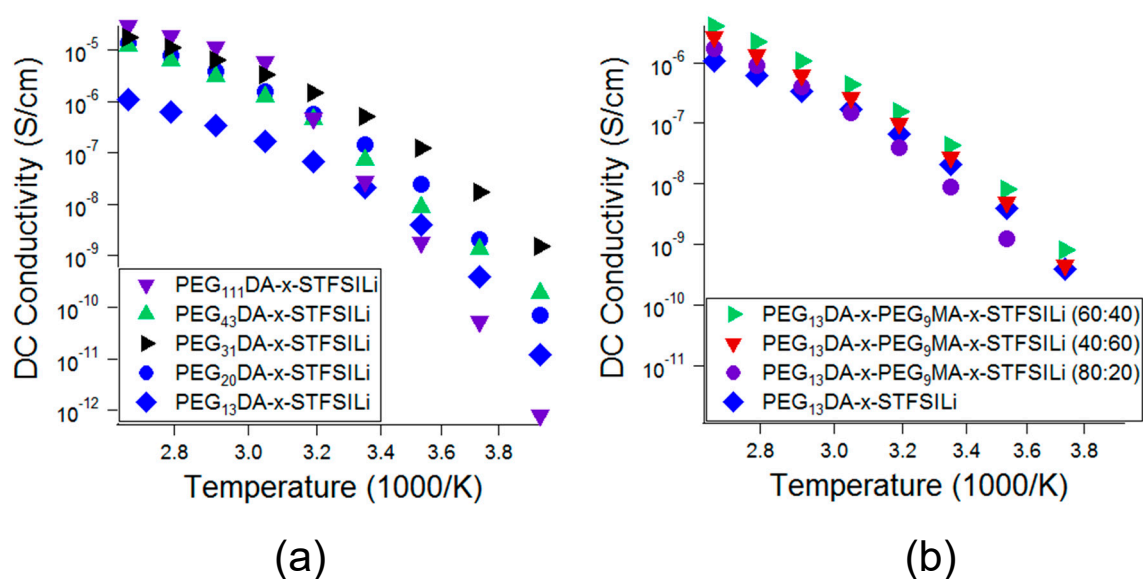 DC Conductivity (S/cm)
10⁻⁵
10⁻⁶
10⁻⁷
10⁻⁸
10⁻⁹
10⁻¹⁰
10⁻¹¹
10⁻¹²
PEG₁₁₁DA-x-STFSILi
PEG₄₃DA-x-STFSILi
PEG₃₁DA-x-STFSILi
PEG₂₀DA-x-STFSILi
PEG₁₃DA-x-STFSILi
2.8 3.0 3.2 3.4 3.6 3.8
Temperature (1000/K)
(a)
DC Conductivity (S/cm)
10⁻⁶
10⁻⁷
10⁻⁸
10⁻⁹
10⁻¹⁰
10⁻¹¹
PEG₁₃DA-x-PEG₉MA-x-STFSILi (60:40)
PEG₁₃DA-x-PEG₉MA-x-STFSILi (40:60)
PEG₁₃DA-x-PEG₉MA-x-STFSILi (80:20)
PEG₁₃DA-x-STFSILi
2.8 3.0 3.2 3.4 3.6 3.8
Temperature (1000/K)
(b)